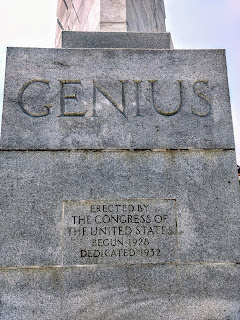 GENIUS
ERECTED BY
THE CONGRESS OF
THE UNITED STATES
BEGUN 1928
DEDICATED 1932